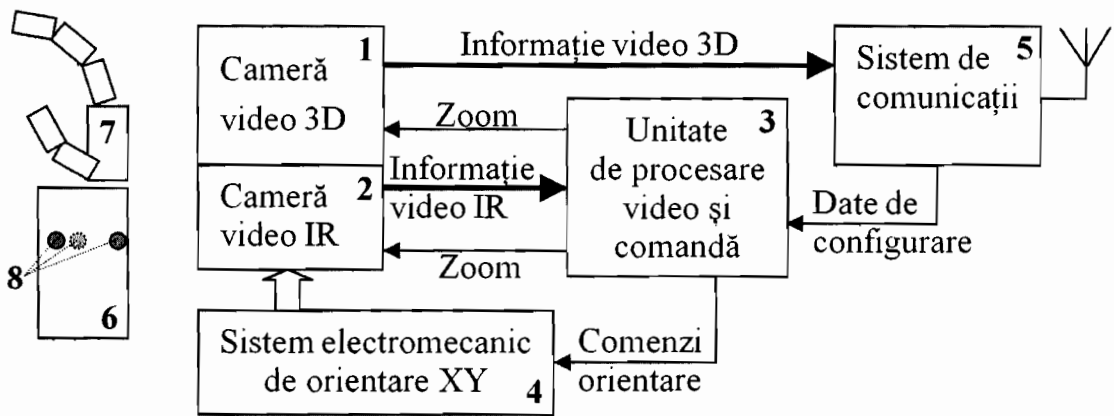 1
Cameră
video 3D
Informație video 3D
5
Sistem de
comunicații
7
Zoom
3
Unitate
de procesare
video și
comandă
2
Cameră
video IR
Informație
video IR
Date de
configurare
Zoom
8
6
Sistem electromecanic
de orientare XY
4
Comenzi
orientare